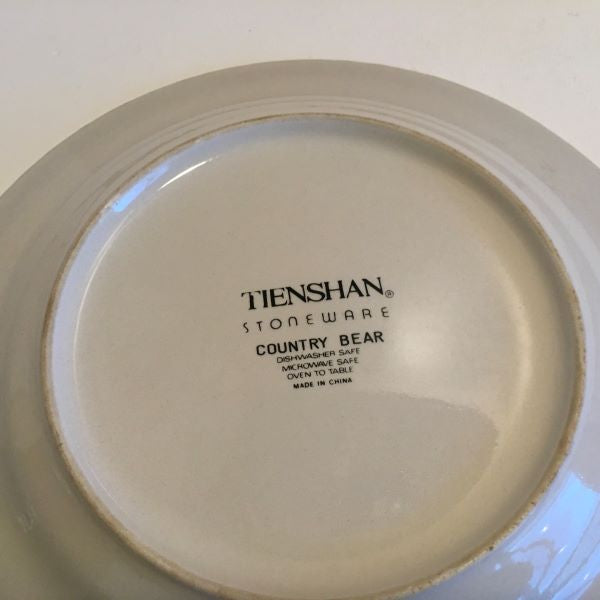 TIENSHAN®
STONEWARE
COUNTRY BEAR
DISHWASHER SAFE
MICROWAVE SAFE
OVEN TO TABLE
MADE IN CHINA